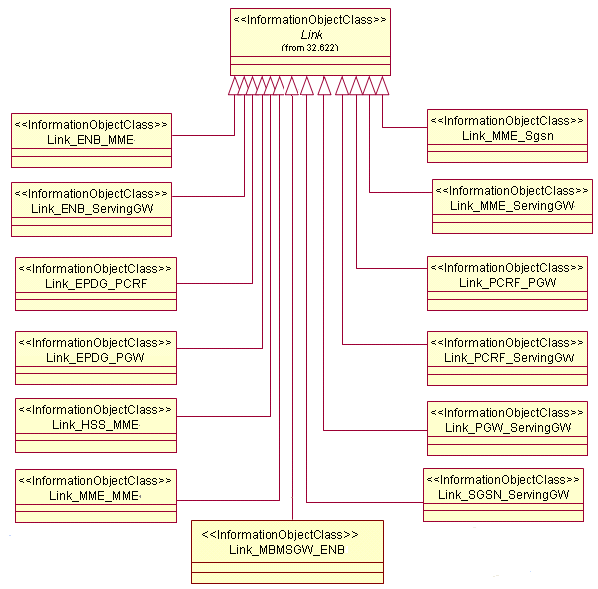 <<InformationObjectClass>>
Link
(from 32.622)
<<InformationObjectClass>>
Link_ENB_MME
<<InformationObjectClass>>
Link_ENB_ServingGW
<<InformationObjectClass>>
Link_EPDG_PCRF
<<InformationObjectClass>>
Link_EPDG_PGW
<<InformationObjectClass>>
Link_HSS_MME
<<InformationObjectClass>>
Link_MME_MME
<<InformationObjectClass>>
Link_MBMSGW_ENB
<<InformationObjectClass>>
Link_MME_Sgsn
<<InformationObjectClass>>
Link_MME_ServingGW
<<InformationObjectClass>>
Link_PCRF_PGW
<<InformationObjectClass>>
Link_PCRF_ServingGW
<<InformationObjectClass>>
Link_PGW_ServingGW
<<InformationObjectClass>>
Link_SGSN_ServingGW